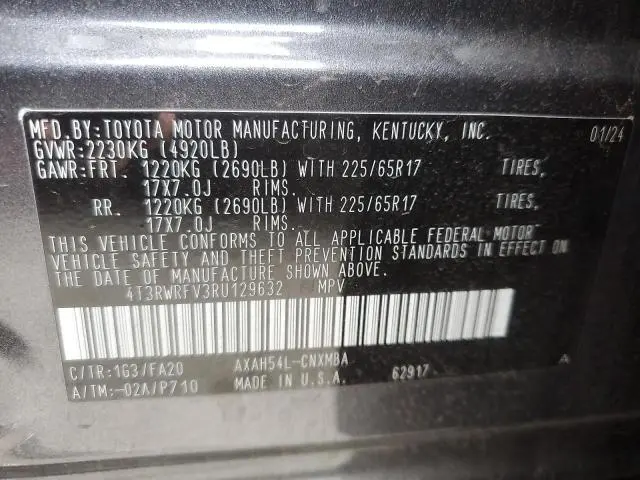 MFD.BY:TOYOTA MOTOR MANUFACTURING, KENTUCKY, INC. 01/24
GVWR:2230KG (4920LB)
GAWR:FRT. 1220KG (2690LB) WITH 225/65R17 TIRES,
17X7.0J RIMS.
RR. 1220KG (2690LB) WITH 225/65R17 TIRES,
17X7.0J RIMS.
THIS VEHICLE CONFORMS TO ALL APPLICABLE FEDERAL MOTOR
VEHICLE SAFETY AND THEFT PREVENTION STANDARDS IN EFFECT ON
THE DATE OF MANUFACTURE SHOWN ABOVE.
4T3RWRFV3RU129632 MPV
C/TR:1G3/FA20 AXAH54L-CNXMBA A
A/TM:-02A/P710 MADE IN U.S.A. 62917